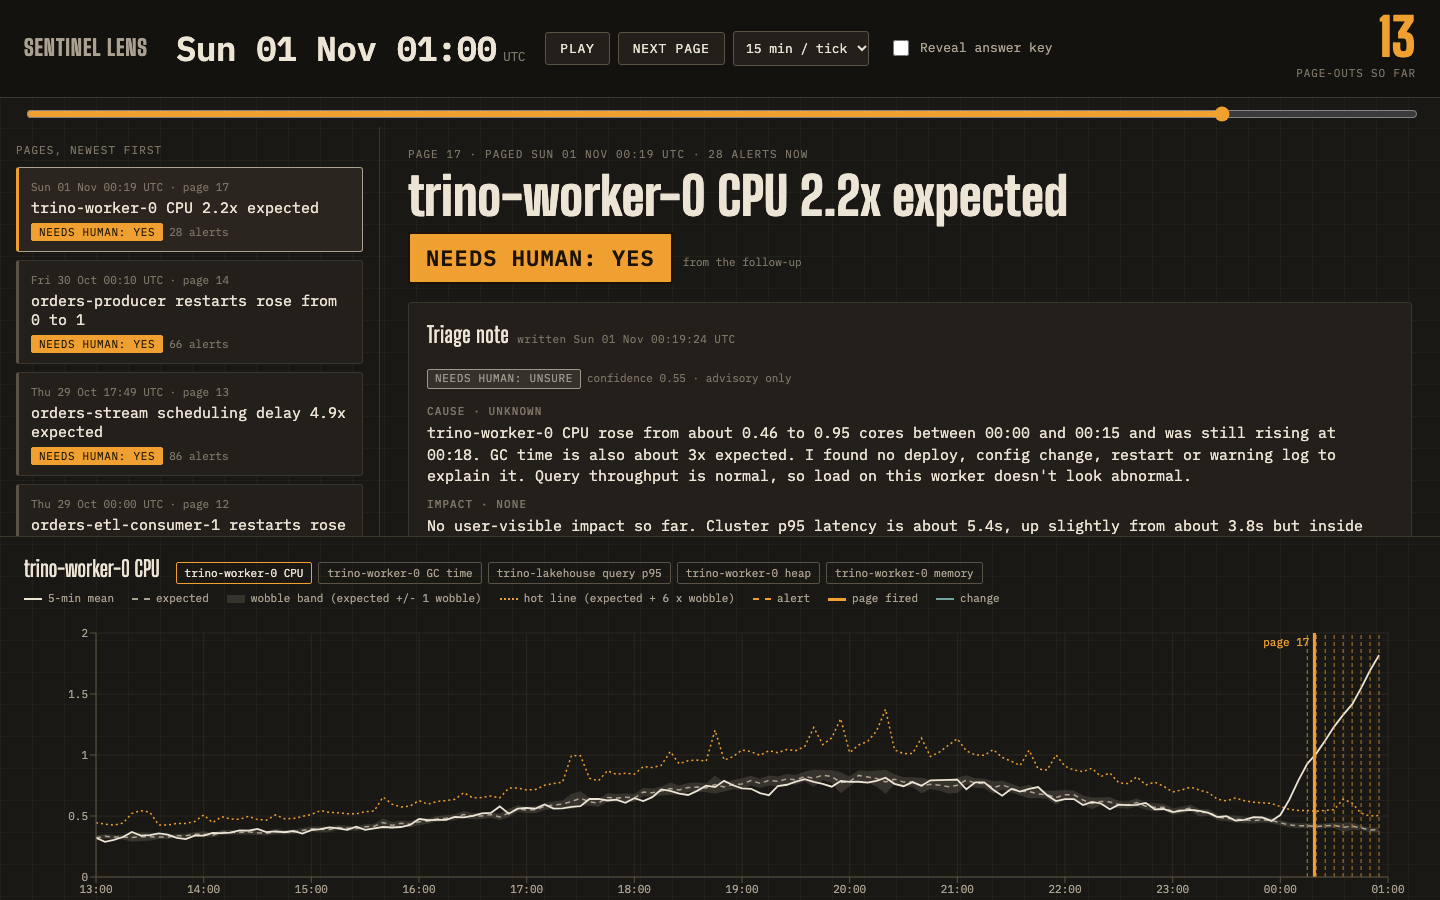 SENTINEL LENS
Sun 01 Nov 01:00 UTC
PLAY
NEXT PAGE
15 min / tick
Reveal answer key
13
PAGE-OUTS SO FAR
PAGES, NEWEST FIRST
Sun 01 Nov 00:19 UTC · page 17
trino-worker-0 CPU 2.2x expected
NEEDS HUMAN: YES 28 alerts
Fri 30 Oct 00:10 UTC · page 14
orders-producer restarts rose from
0 to 1
NEEDS HUMAN: YES 66 alerts
Thu 29 Oct 17:49 UTC · page 13
orders-stream scheduling delay 4.9x
expected
NEEDS HUMAN: YES 86 alerts
Thu 29 Oct 00:00 UTC · page 12
orders-etl-consumer-1 restarts rose
PAGE 17 · PAGED SUN 01 NOV 00:19 UTC · 28 ALERTS NOW
trino-worker-0 CPU 2.2x expected
NEEDS HUMAN: YES from the follow-up
Triage note written Sun 01 Nov 00:19:24 UTC
NEEDS HUMAN: UNSURE confidence 0.55 · advisory only
CAUSE · UNKNOWN
trino-worker-0 CPU rose from about 0.46 to 0.95 cores between 00:00 and 00:15 and was still rising at
00:18. GC time is also about 3x expected. I found no deploy, config change, restart or warning log to
explain it. Query throughput is normal, so load on this worker doesn't look abnormal.
IMPACT · NONE
No user-visible impact so far. Cluster p95 latency is about 5.4s, up slightly from about 3.8s but inside
trino-worker-0 CPU
trino-worker-0 CPU
trino-worker-0 GC time
trino-lakehouse query p95
trino-worker-0 heap
trino-worker-0 memory
5-min mean
expected
wobble band (expected +/- 1 wobble)
hot line (expected + 6 x wobble)
alert
page fired
change
page 17
2
1.5
1
0.5
0
13:00
14:00
15:00
16:00
17:00
18:00
19:00
20:00
21:00
22:00
23:00
00:00
01:00